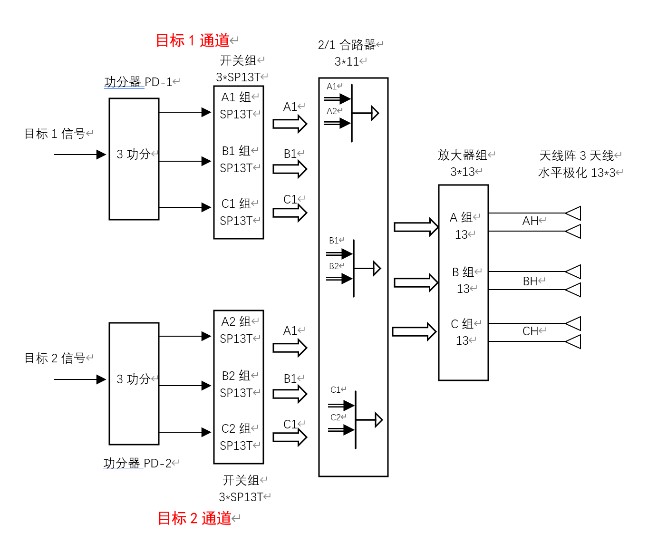 目标 1 通道
2/1 合路器
3*11
开关组
3*SP13T
功分器 PD-1
A1 组
SP13T
A1
A1
A2
目标 1 信号
3 功分
B1 组
SP13T
B1
放大器组
3*13
天线阵 3 天线
水平极化 13*3
C1 组
SP13T
C1
A 组
13
AH
B1
B2
B 组
13
BH
A2 组
SP13T
A1
C 组
13
CH
目标 2 信号
3 功分
B2 组
SP13T
B1
C1
C2
C2 组
SP13T
C1
功分器 PD-2
开关组
3*SP13T
目标 2 通道